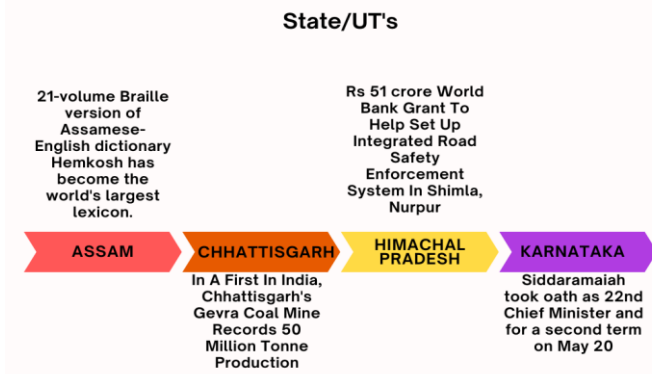 State/UT's
21-volume Braille
version of
Assamese-
English dictionary
Hemkosh has
become the
world's largest
lexicon.
Rs 51 crore World
Bank Grant To
Help Set Up
Integrated Road
Safety
Enforcement
System In Shimla,
Nurpur
ASSAM
CHHATTISGARH
HIMACHAL
PRADESH
KARNATAKA
In A First In India,
Chhattisgarh's
Gevra Coal Mine
Records 50
Million Tonne
Production
Siddaramaiah
took oath as 22nd
Chief Minister and
for a second term
on May 20